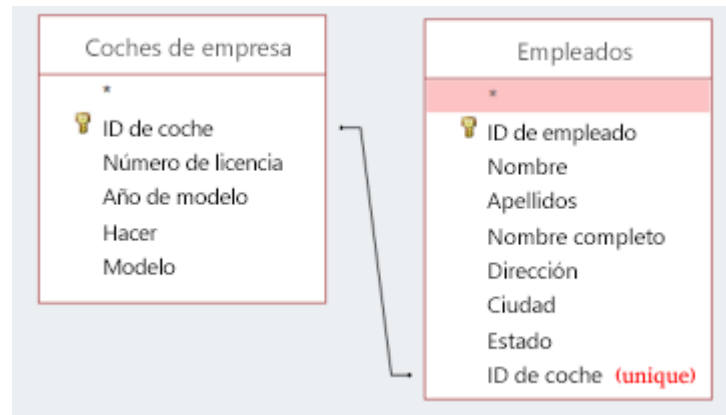 Coches de empresa
*
ID de coche
Número de licencia
Año de modelo
Hacer
Modelo
Empleados
*
ID de empleado
Nombre
Apellidos
Nombre completo
Dirección
Ciudad
Estado
ID de coche (unique)